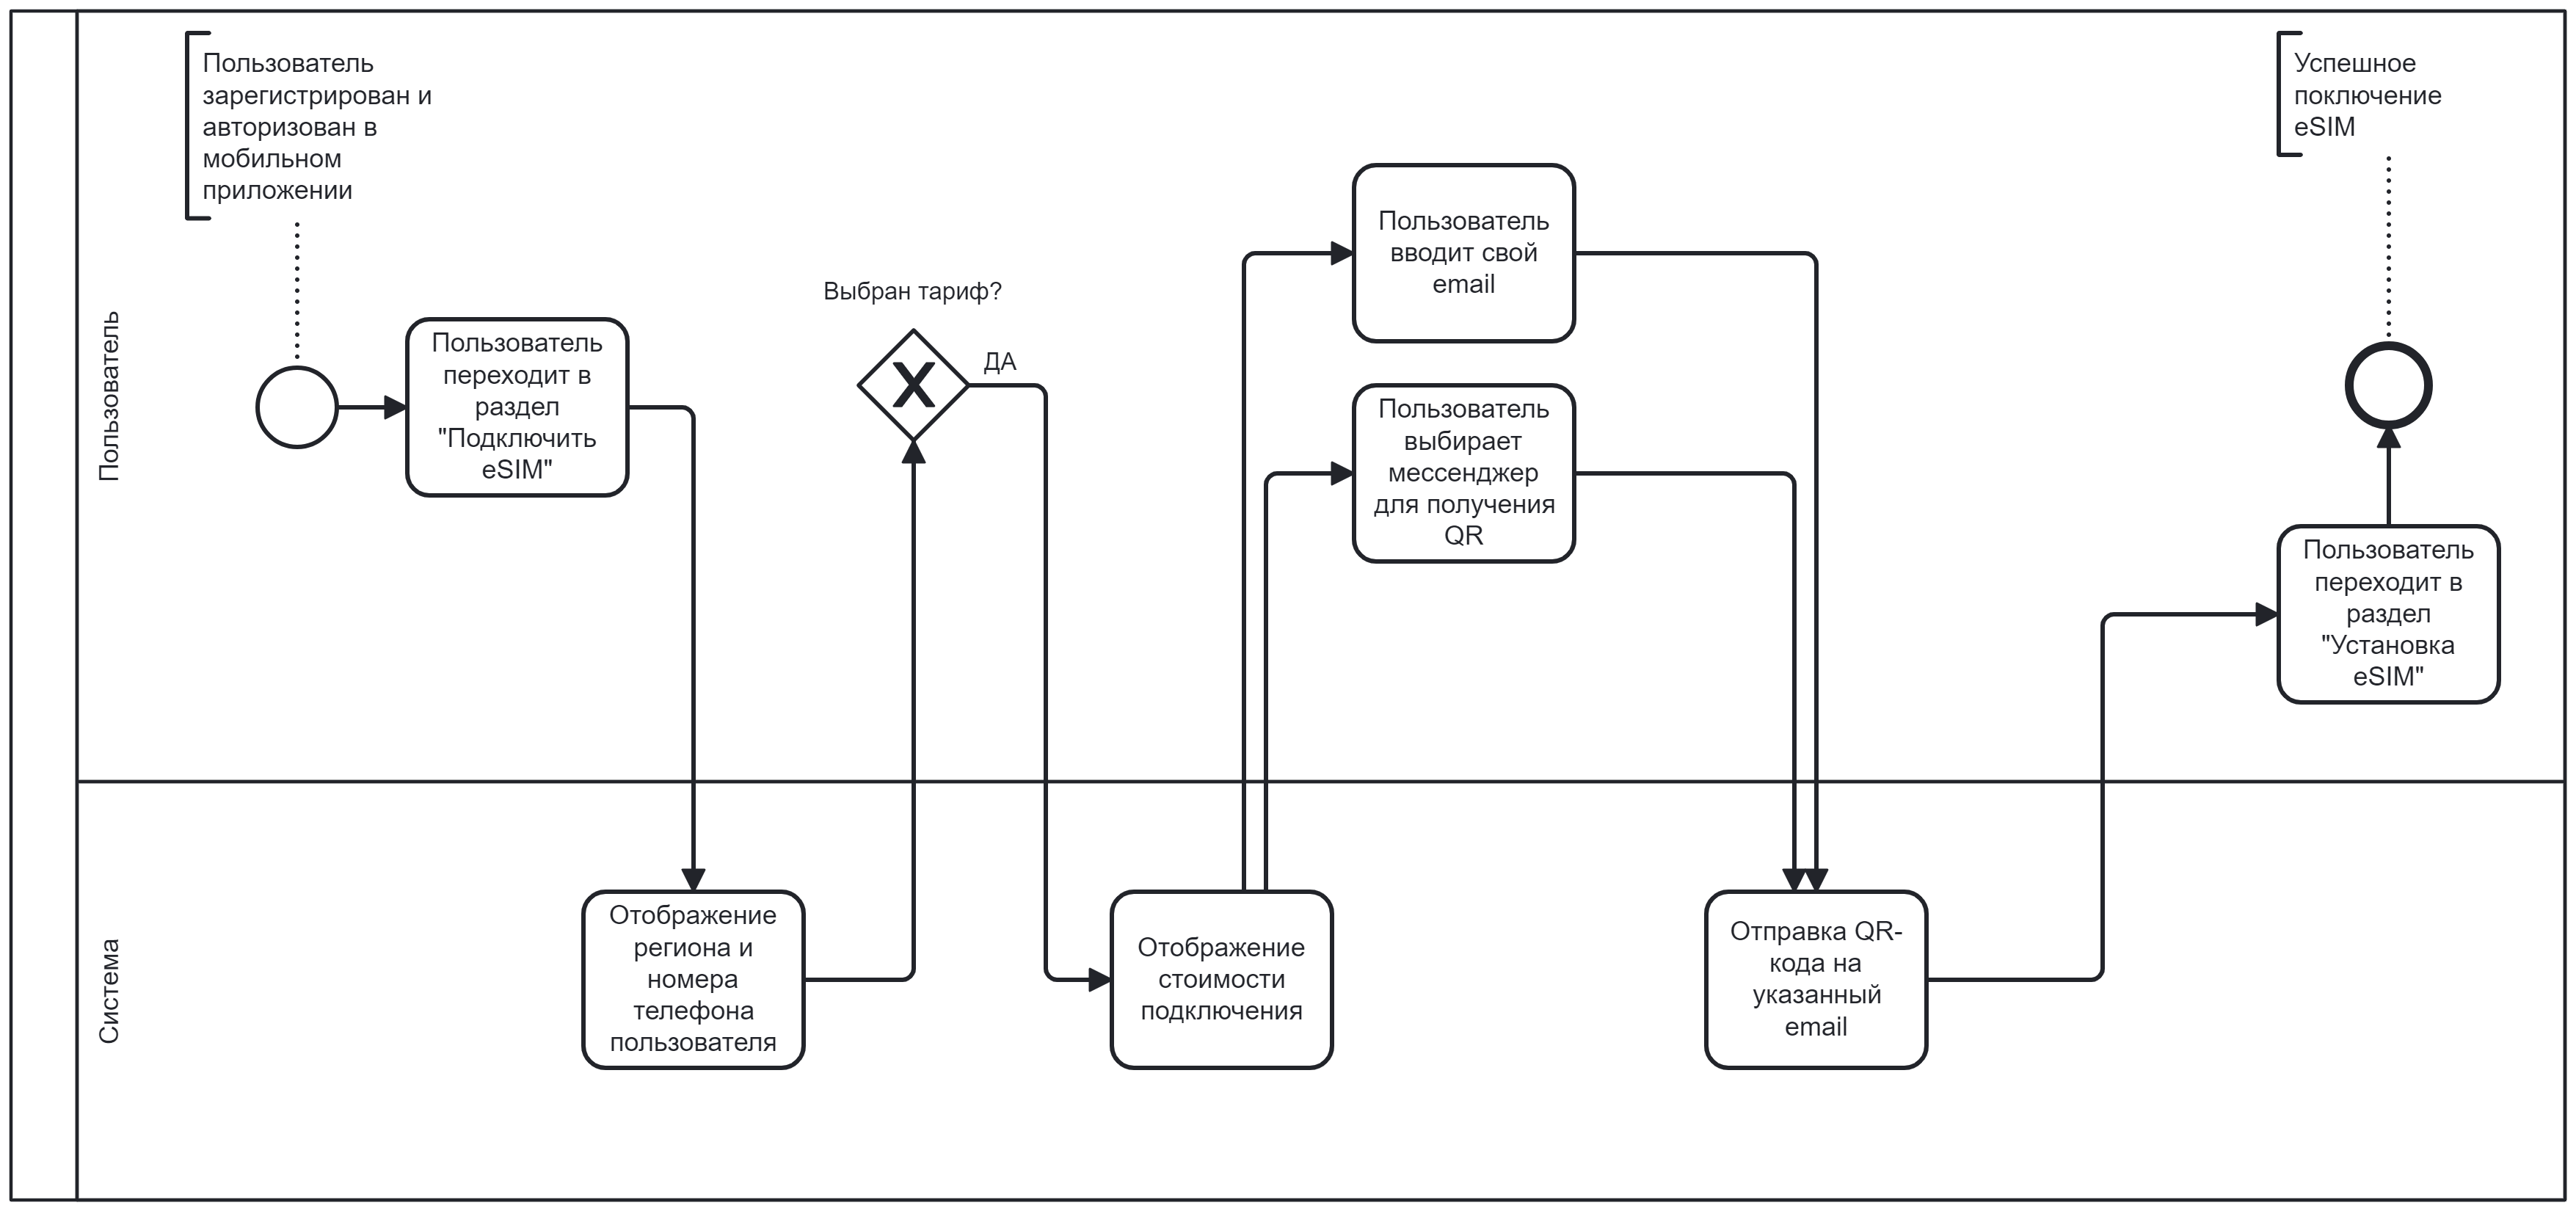 Пользователь
зарегистрирован и
авторизован в
мобильном
приложении
Успешное
поключение
eSIM
Пользователь
Пользователь
переходит в
раздел
"Подключить
eSIM"
Выбран тариф?
X
ДА
Пользователь
вводит свой
email
Пользователь
выбирает
мессенджер
для получения
QR
Пользователь
переходит в
раздел
"Установка
eSIM"
Система
Отображение
региона и
номера
телефона
пользователя
Отображение
стоимости
подключения
Отправка QR-
кода на
указанный
email